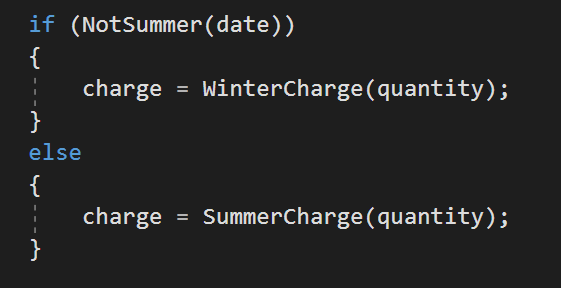 if (NotSummer(date))
{
    charge = WinterCharge(quantity);
}
else
{
    charge = SummerCharge(quantity);
}